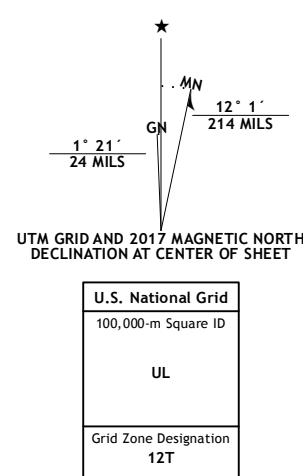 ★
MN
GN
12° 1´
214 MILS
1° 21´
24 MILS
UTM GRID AND 2017 MAGNETIC NORTH
DECLINATION AT CENTER OF SHEET
U.S. National Grid
100,000-m Square ID
UL
Grid Zone Designation
12T